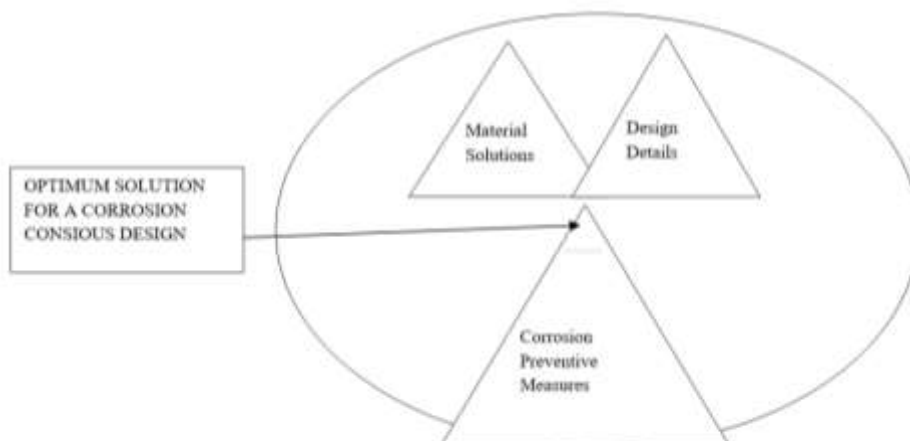 Material
Solutions
Design
Details
OPTIMUM SOLUTION
FOR A CORROSION
CONSIOUS DESIGN
Corrosion
Preventive
Measures